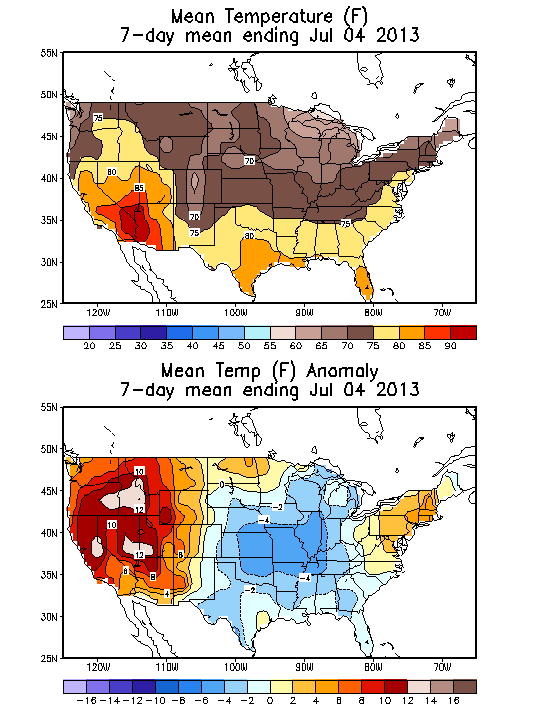 Mean Temperature (F)
7-day mean ending Jul 04 2013
55N
50N
45N
40N
35N
30N
25N
75
80
85
70
75
70
75
80
120W 110W 100W 90W 80W 70W
20 25 30 35 40 45 50 55 60 65 70 75 80 85 90
Mean Temp (F) Anomaly
7-day mean ending Jul 04 2013
55N
50N
45N
40N
35N
30N
25N
10
0
12
-2
10
-4
12
6
6
8
4
-4
-2
120W 110W 100W 90W 80W 70W
-16 -14 -12 -10 -8 -6 -4 -2 0 2 4 6 8 10 12 14 16